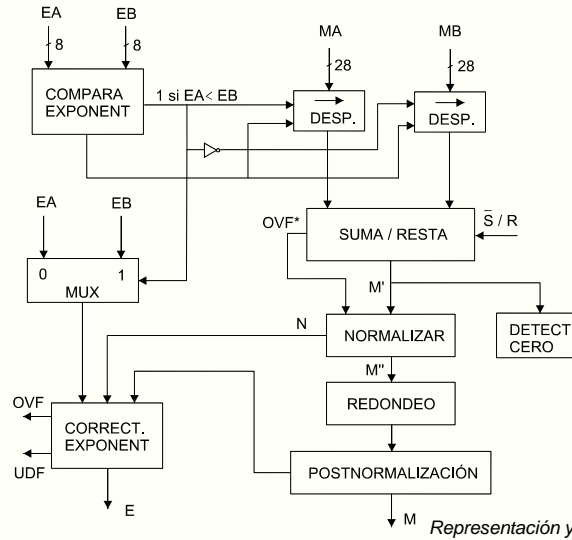 EA EB MA MB
8 8 28 28
COMPARA
EXPONENT
1 si EA< EB
DESP.
DESP.
EA EB
0 1
MUX
OVF*
SUMA / RESTA
S̅ / R
M'
N
NORMALIZAR
DETECT
CERO
M''
REDONDEO
OVF
CORRECT.
EXPONENT
UDF
POSTNORMALIZACIÓN
E
M
Representación y